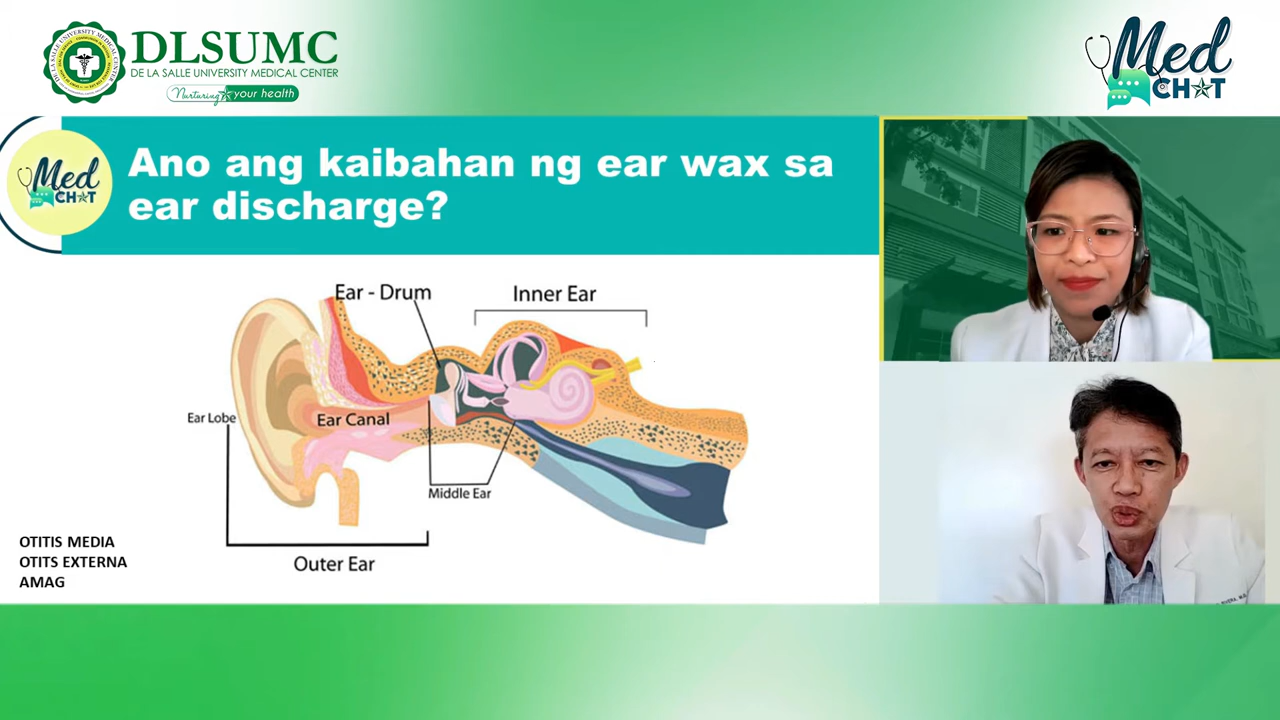 DLSUMC
DE LA SALLE UNIVERSITY MEDICAL CENTER
Nurturing your health
Med
CHAT
Med
CHAT
Ano ang kaibahan ng ear wax sa
ear discharge?
Ear - Drum
Inner Ear
Ear Lobe
Ear Canal
Middle Ear
Outer Ear
OTITIS MEDIA
OTITS EXTERNA
AMAG